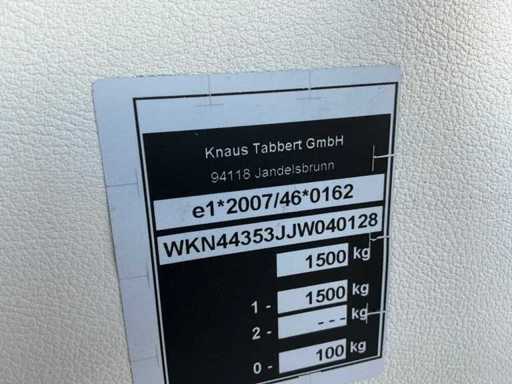 Knaus Tabbert GmbH
94118 Jandelsbrunn
e1*2007/46*0162
WKN44353JJW040128
1500 kg
1 - 1500 kg
2 - --- kg
0 - 100 kg